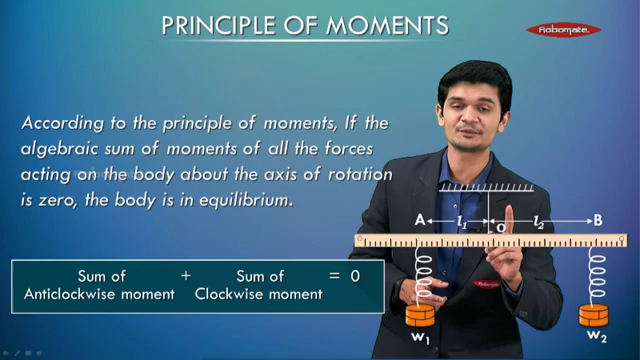 PRINCIPLE OF MOMENTS
Robomate
According to the principle of moments, If the
algebraic sum of moments of all the forces
acting on the body about the axis of rotation
is zero, the body is in equilibrium.
A l₁ l₂ B
O
Sum of + Sum of = 0
Anticlockwise moment Clockwise moment
Robomate
w₁ w₂